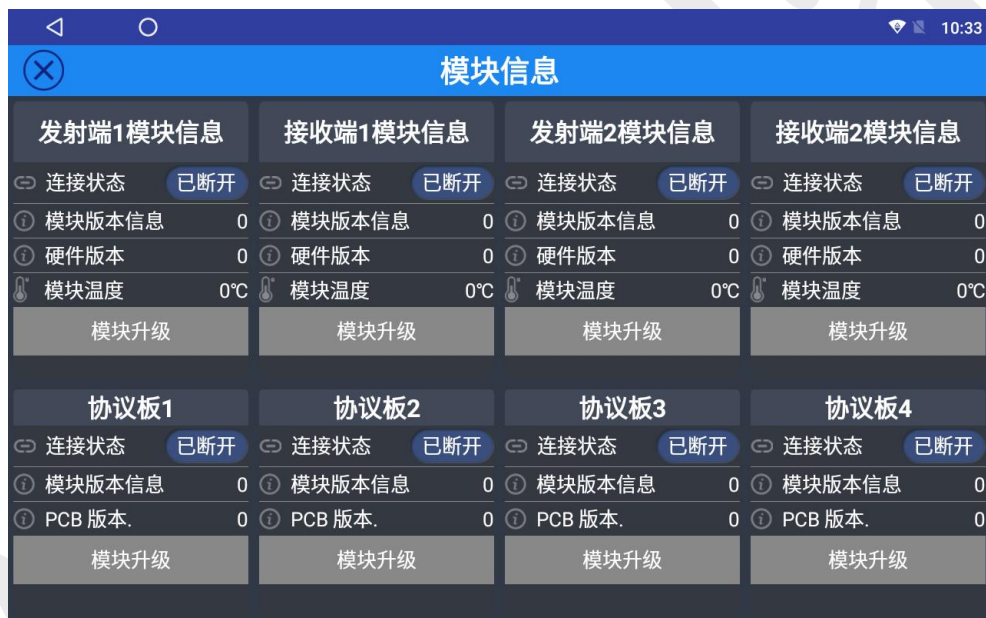 10:33
模块信息
发射端1模块信息 接收端1模块信息 发射端2模块信息 接收端2模块信息
连接状态 已断开 连接状态 已断开 连接状态 已断开 连接状态 已断开
模块版本信息 0 模块版本信息 0 模块版本信息 0 模块版本信息 0
硬件版本 0 硬件版本 0 硬件版本 0 硬件版本 0
模块温度 0℃ 模块温度 0℃ 模块温度 0℃ 模块温度 0℃
模块升级 模块升级 模块升级 模块升级
协议板1 协议板2 协议板3 协议板4
连接状态 已断开 连接状态 已断开 连接状态 已断开 连接状态 已断开
模块版本信息 0 模块版本信息 0 模块版本信息 0 模块版本信息 0
PCB 版本. 0 PCB 版本. 0 PCB 版本. 0 PCB 版本. 0
模块升级 模块升级 模块升级 模块升级